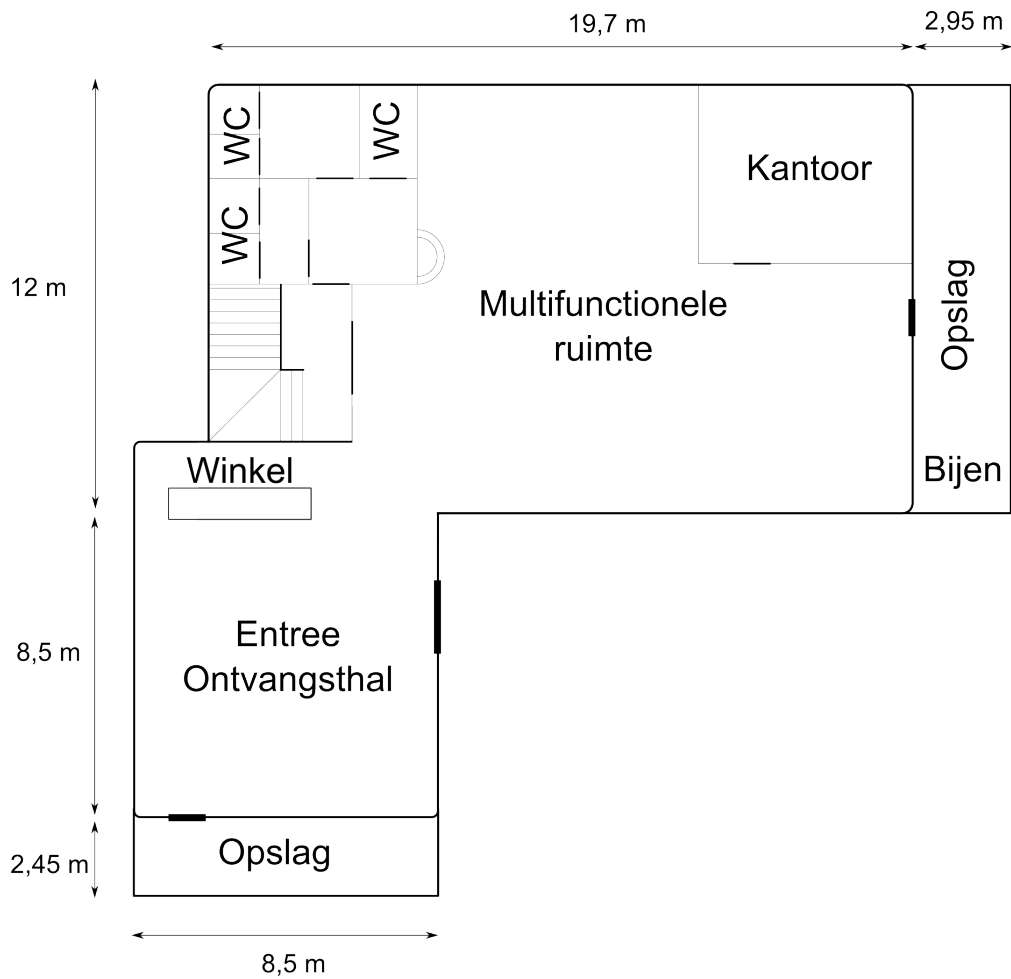 19,7 m
2,95 m
WC
WC
Kantoor
WC
12 m
Multifunctionele
ruimte
Opslag
Winkel
Bijen
Entree
Ontvangsthal
8,5 m
Opslag
2,45 m
8,5 m